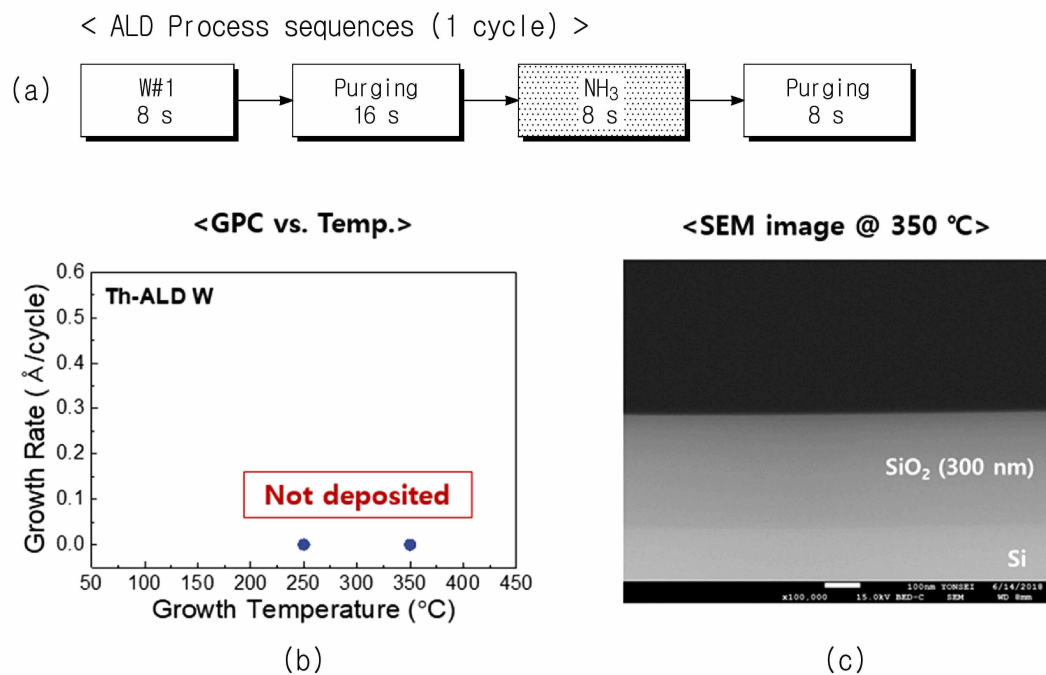 < ALD Process sequences (1 cycle) >
(a)
W#1
8 s
Purging
16 s
NH₃
8 s
Purging
8 s
<GPC vs. Temp.>
Th-ALD W
Growth Rate ( Å/cycle)
0.6
0.5
0.4
0.3
0.2
0.1
0.0
Not deposited
50 100 150 200 250 300 350 400 450
Growth Temperature (°C)
(b)
<SEM image @ 350 ℃>
SiO₂ (300 nm)
Si
100nm YONSEI 6/14/2018
x100,000 15.0kV BED-C SEM WD 8mm
(c)